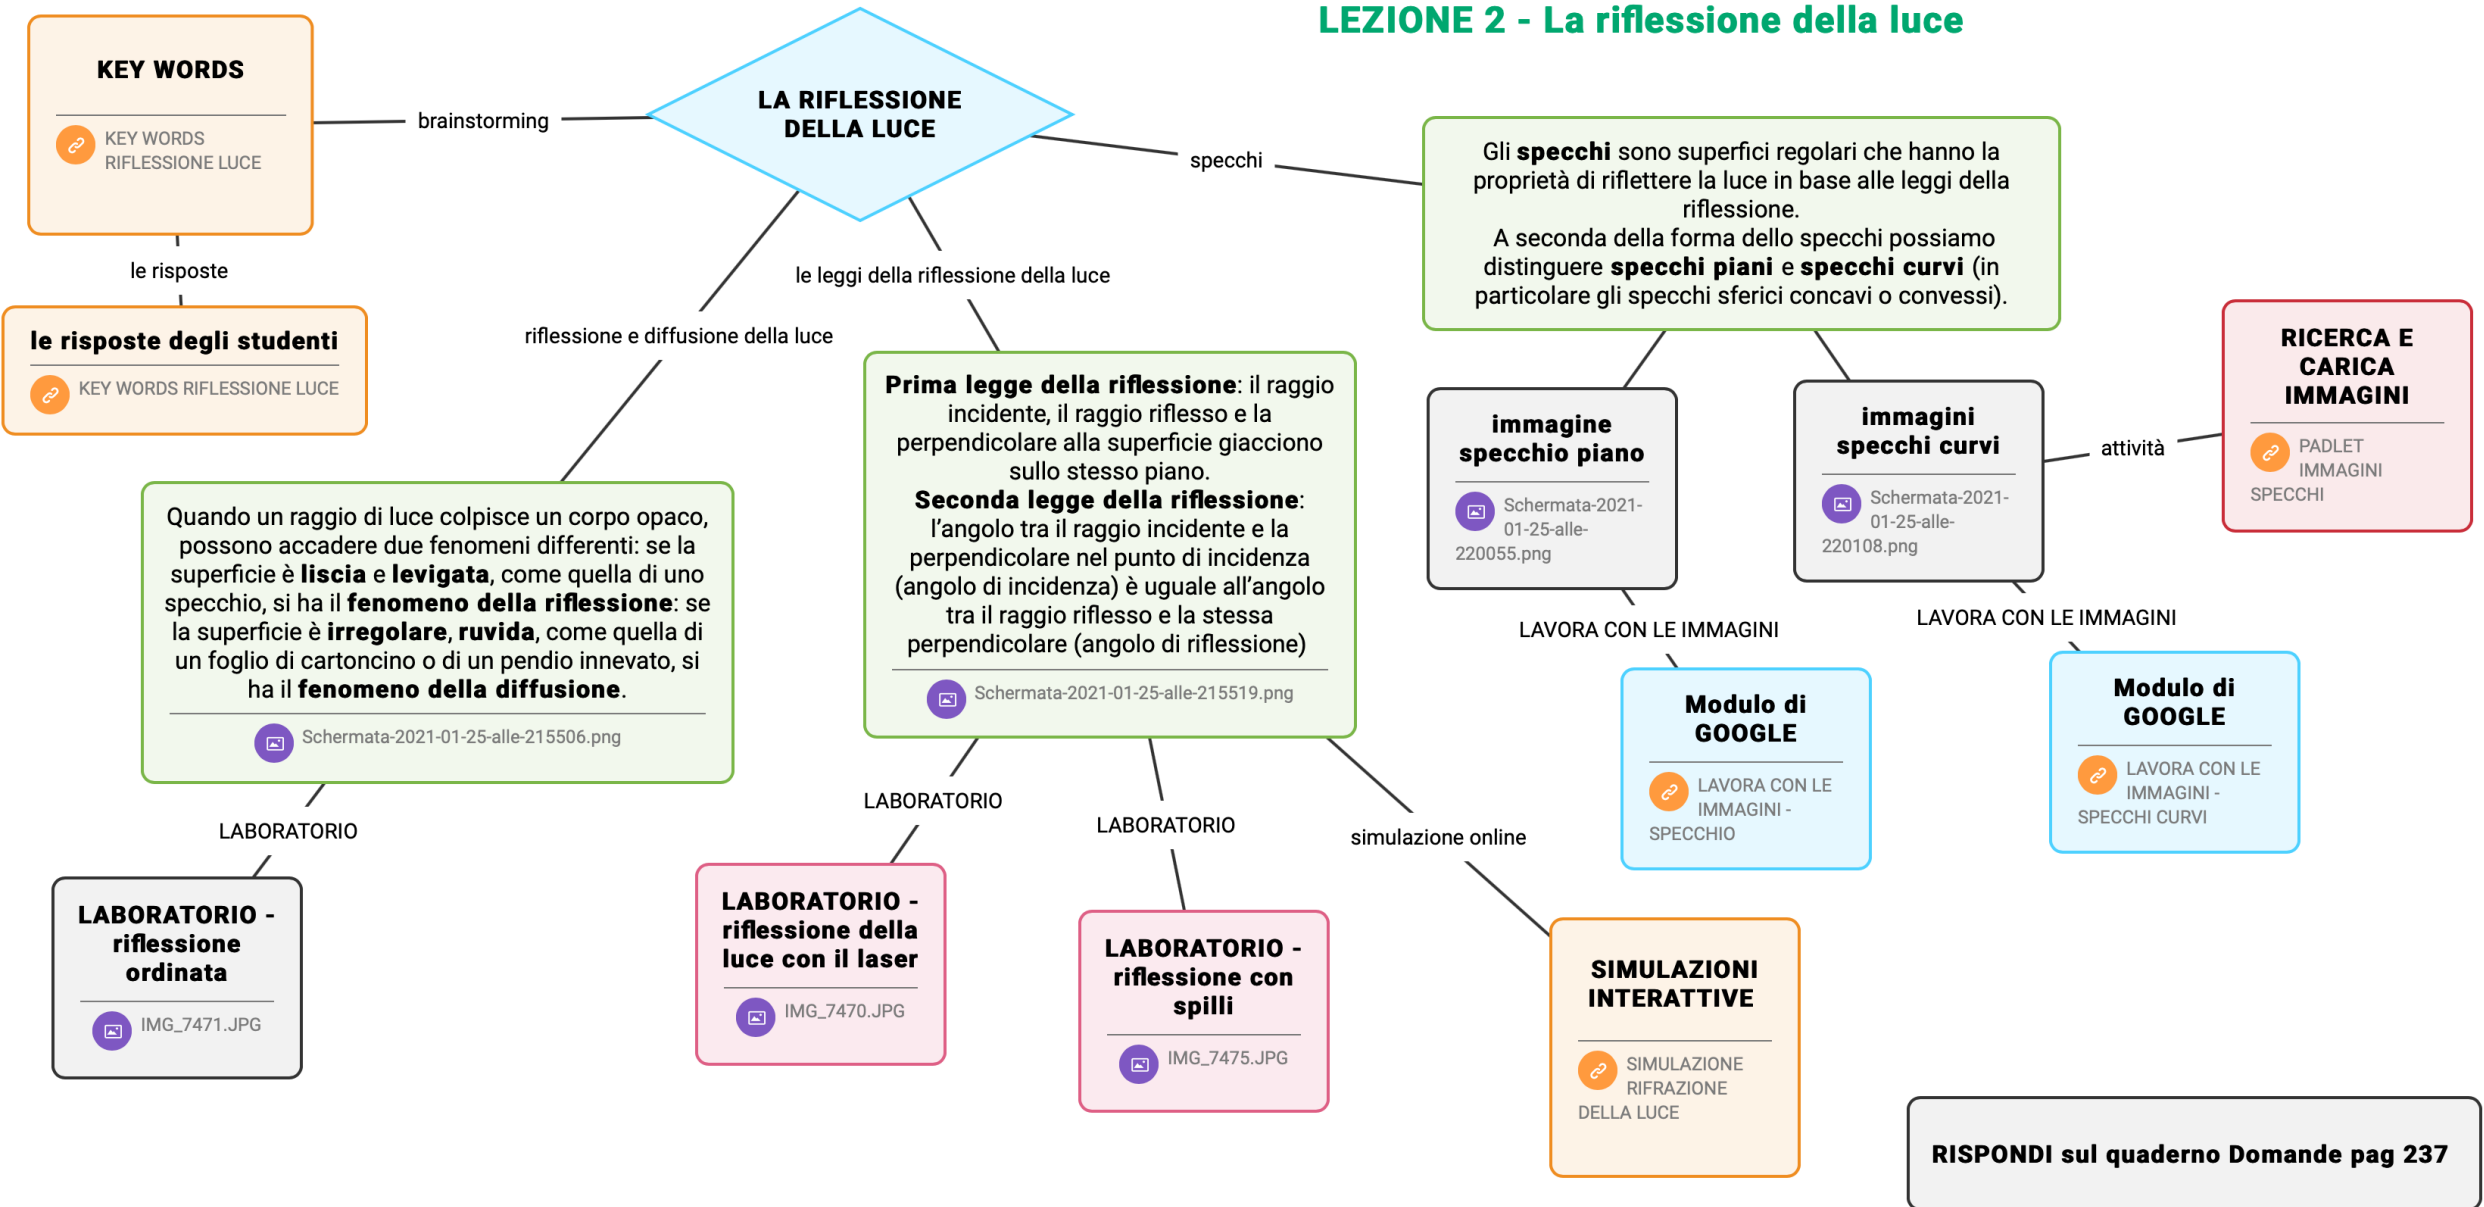 LEZIONE 2 - La riflessione della luce
KEY WORDS
KEY WORDS
RIFLESSIONE LUCE
brainstorming
LA RIFLESSIONE
DELLA LUCE
specchi
Gli specchi sono superfici regolari che hanno la
proprietà di riflettere la luce in base alle leggi della
riflessione.
A seconda della forma dello specchi possiamo
distinguere specchi piani e specchi curvi (in
particolare gli specchi sferici concavi o convessi).
le risposte
le risposte degli studenti
KEY WORDS RIFLESSIONE LUCE
riflessione e diffusione della luce
le leggi della riflessione della luce
Quando un raggio di luce colpisce un corpo opaco,
possono accadere due fenomeni differenti: se la
superficie è liscia e levigata, come quella di uno
specchio, si ha il fenomeno della riflessione: se
la superficie è irregolare, ruvida, come quella di
un foglio di cartoncino o di un pendio innevato, si
ha il fenomeno della diffusione.
Schermata-2021-01-25-alle-215506.png
LABORATORIO
LABORATORIO -
riflessione
ordinata
IMG_7471.JPG
Prima legge della riflessione: il raggio
incidente, il raggio riflesso e la
perpendicolare alla superficie giacciono
sullo stesso piano.
Seconda legge della riflessione:
l’angolo tra il raggio incidente e la
perpendicolare nel punto di incidenza
(angolo di incidenza) è uguale all’angolo
tra il raggio riflesso e la stessa
perpendicolare (angolo di riflessione)
Schermata-2021-01-25-alle-215519.png
LABORATORIO
LABORATORIO -
riflessione della
luce con il laser
IMG_7470.JPG
LABORATORIO
LABORATORIO -
riflessione con
spilli
IMG_7475.JPG
simulazione online
SIMULAZIONI
INTERATTIVE
SIMULAZIONE
RIFRAZIONE
DELLA LUCE
immagine
specchio piano
Schermata-2021-
01-25-alle-
220055.png
LAVORA CON LE IMMAGINI
Modulo di
GOOGLE
LAVORA CON LE
IMMAGINI -
SPECCHIO
immagini
specchi curvi
Schermata-2021-
01-25-alle-
220108.png
attività
RICERCA E
CARICA
IMMAGINI
PADLET
IMMAGINI
SPECCHI
LAVORA CON LE IMMAGINI
Modulo di
GOOGLE
LAVORA CON LE
IMMAGINI -
SPECCHI CURVI
RISPONDI sul quaderno Domande pag 237